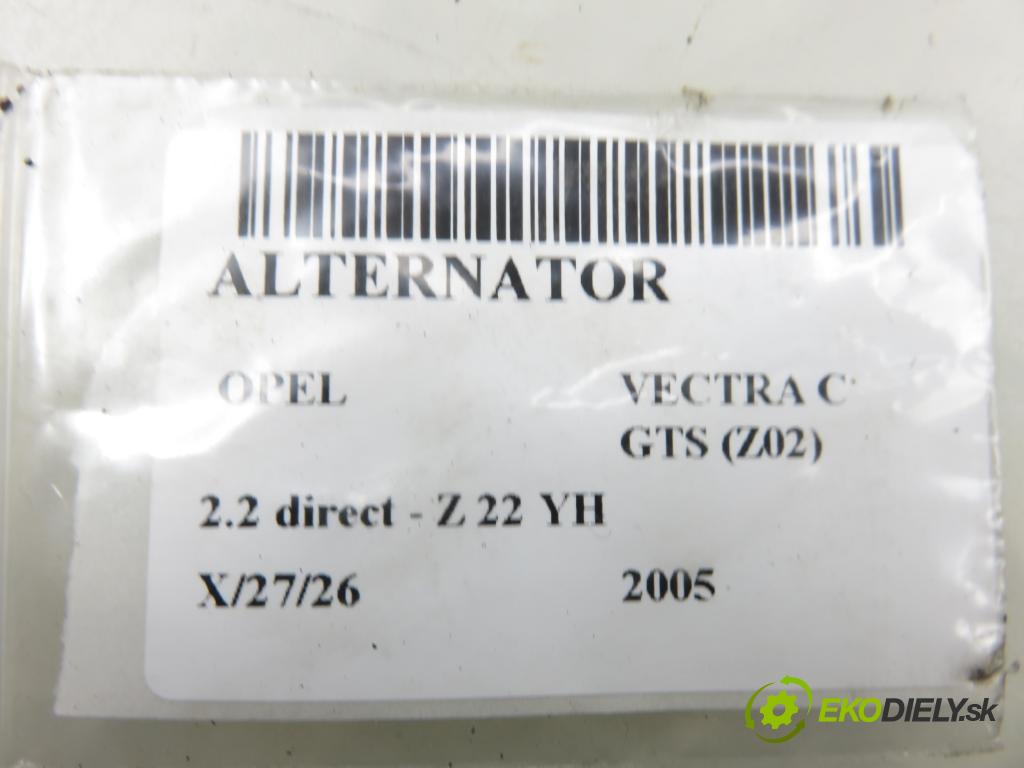 ALTERNATOR
OPEL VECTRA C
GTS (Z02)
2.2 direct - Z 22 YH
X/27/26 2005
EKODIELY.sk